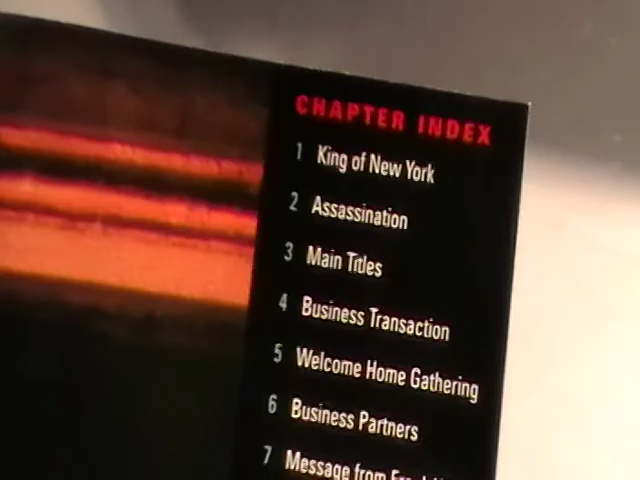 CHAPTER INDEX
1 King of New York
2 Assassination
3 Main Titles
4 Business Transaction
5 Welcome Home Gathering
6 Business Partners
7 Message from